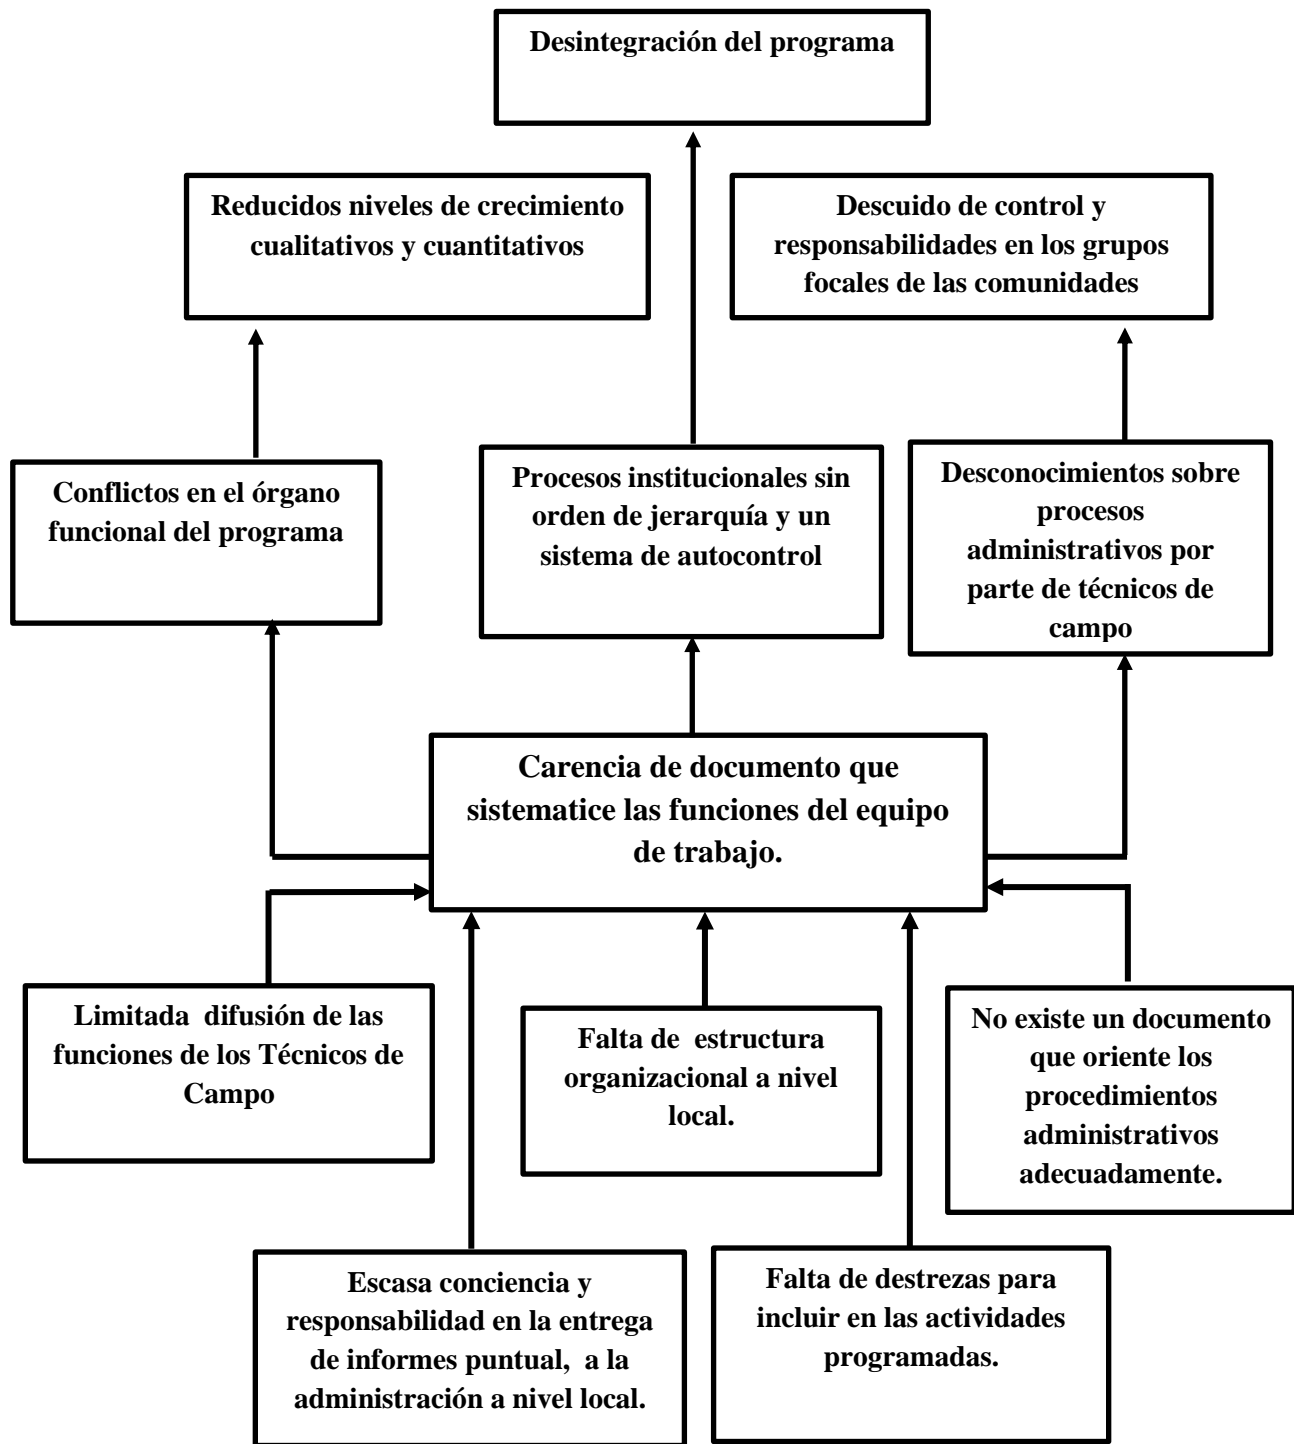 Desintegración del programa
Reducidos niveles de crecimiento
cualitativos y cuantitativos
Descuido de control y
responsabilidades en los grupos
focales de las comunidades
Conflictos en el órgano
funcional del programa
Procesos institucionales sin
orden de jerarquía y un
sistema de autocontrol
Desconocimientos sobre
procesos
administrativos por
parte de técnicos de
campo
Carencia de documento que
sistematice las funciones del equipo
de trabajo.
Limitada difusión de las
funciones de los Técnicos de
Campo
Falta de estructura
organizacional a nivel
local.
No existe un documento
que oriente los
procedimientos
administrativos
adecuadamente.
Escasa conciencia y
responsabilidad en la entrega
de informes puntual, a la
administración a nivel local.
Falta de destrezas para
incluir en las actividades
programadas.